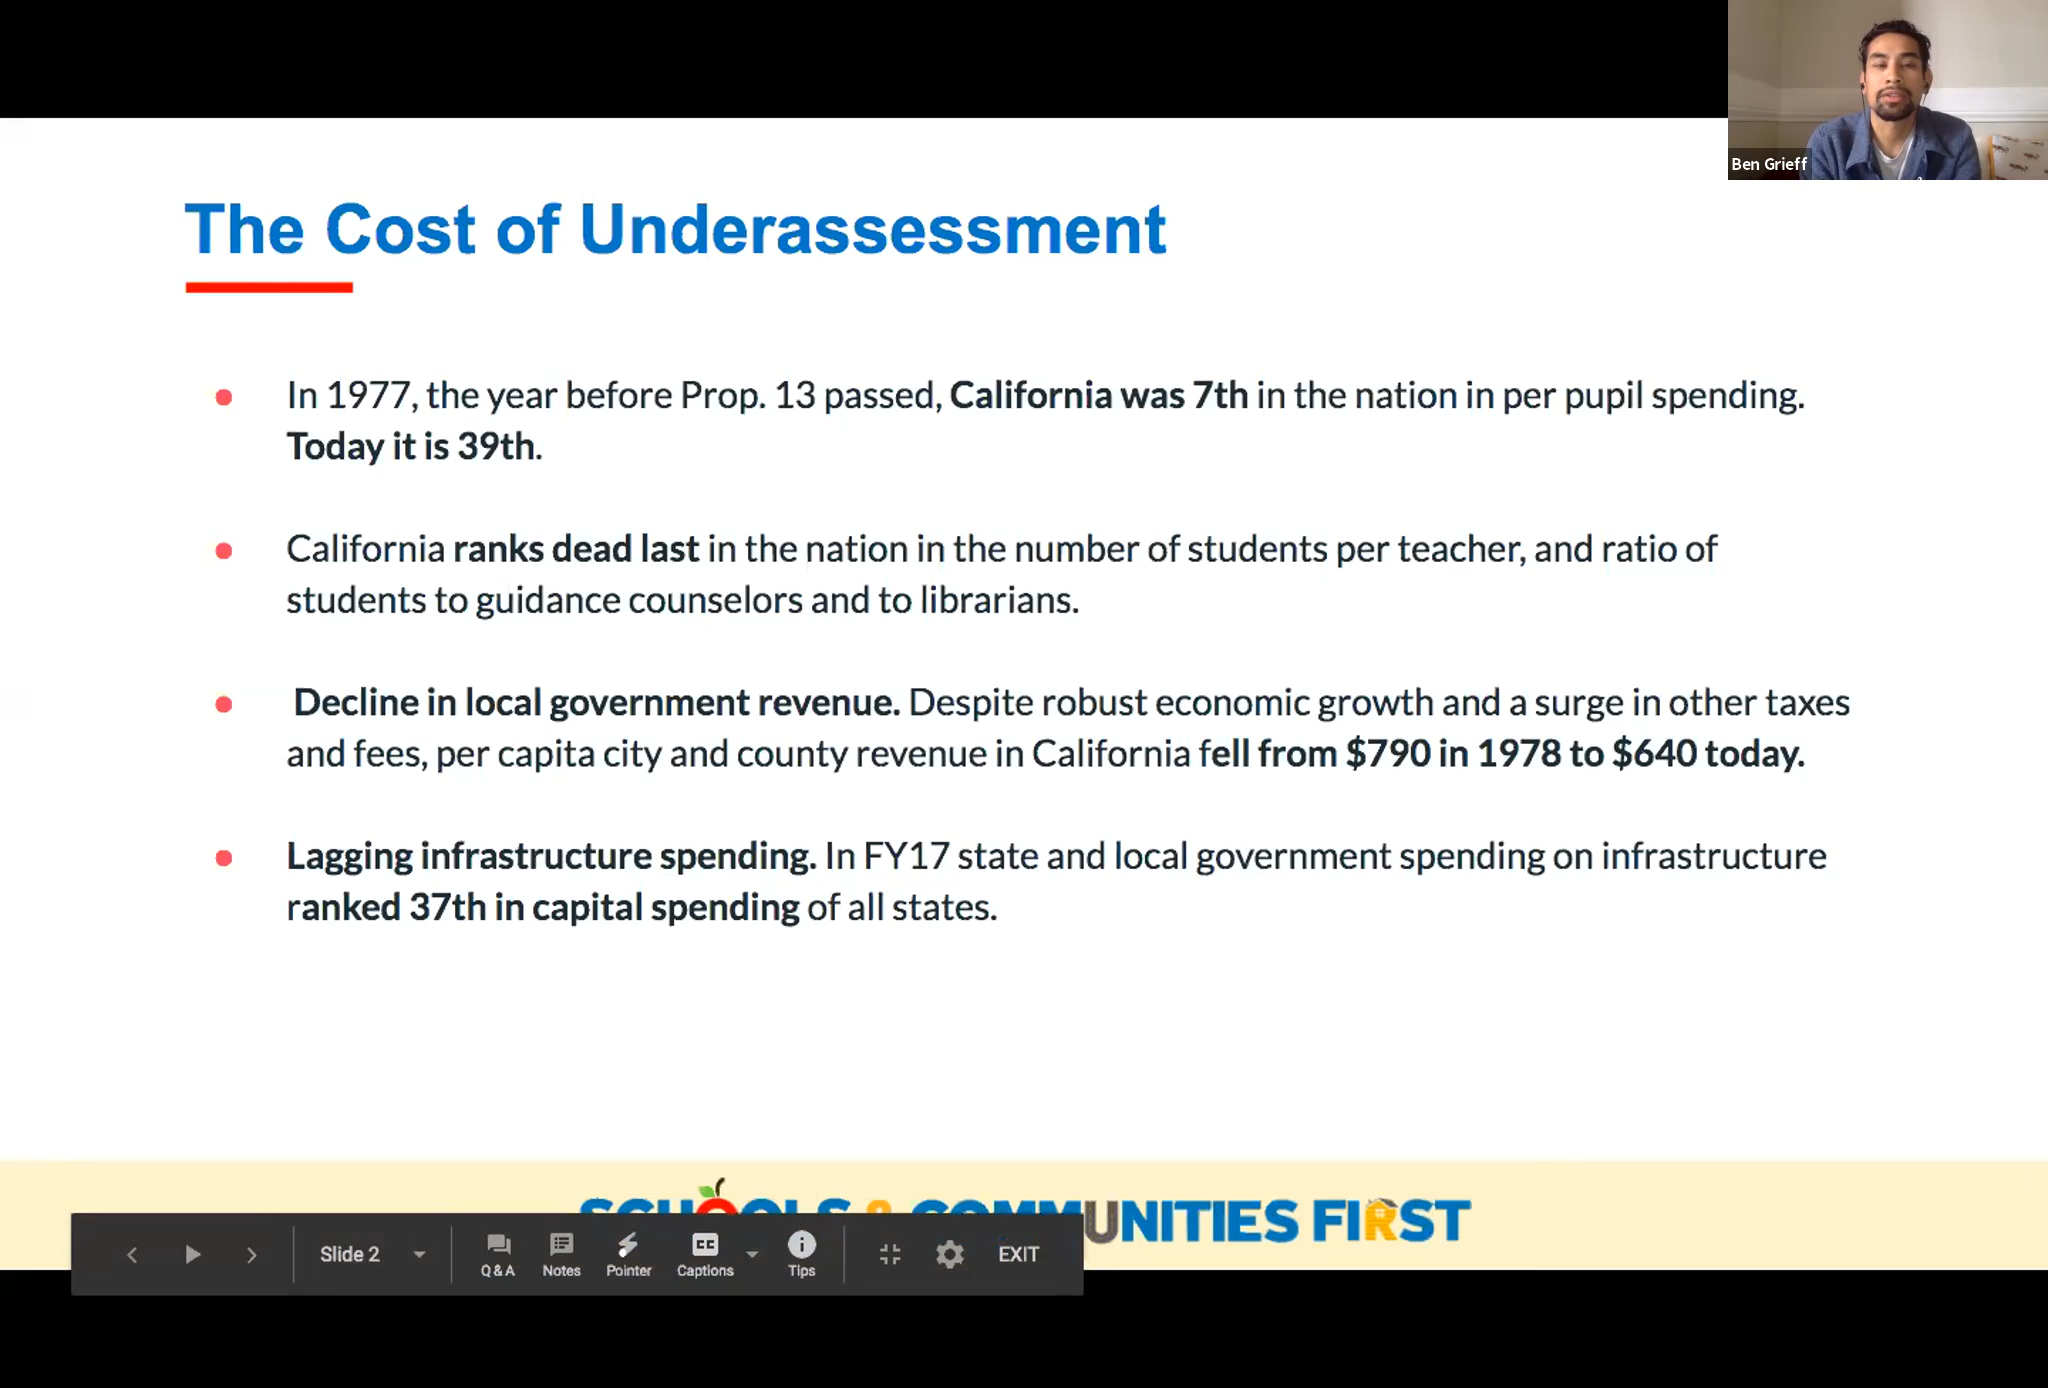 Ben Grieff
The Cost of Underassessment
In 1977, the year before Prop. 13 passed, California was 7th in the nation in per pupil spending.
Today it is 39th.
California ranks dead last in the nation in the number of students per teacher, and ratio of
students to guidance counselors and to librarians.
Decline in local government revenue. Despite robust economic growth and a surge in other taxes
and fees, per capita city and county revenue in California fell from $790 in 1978 to $640 today.
Lagging infrastructure spending. In FY17 state and local government spending on infrastructure
ranked 37th in capital spending of all states.
SCHOOLS & COMMUNITIES FIRST
Slide 2 Q & A Notes Pointer CC Captions Tips EXIT